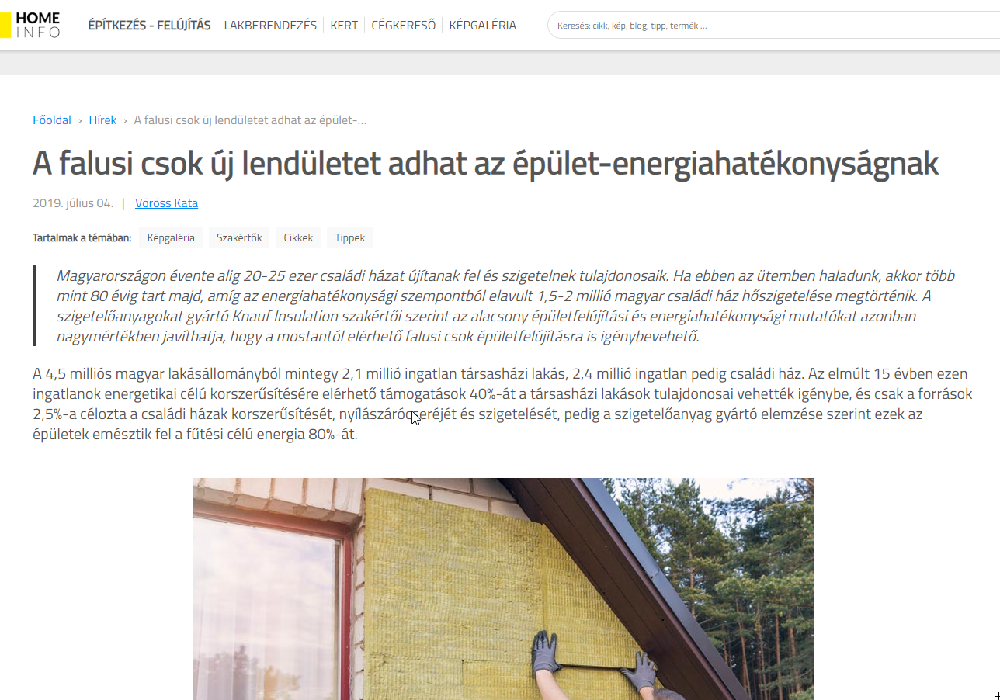 HOME
INFO
ÉPÍTKEZÉS - FELÚJÍTÁS
LAKBERENDEZÉS
KERT
CÉGKERESŐ
KÉPGALÉRIA
Keresés: cikk, kép, blog, tipp, termék ...
Főoldal › Hírek › A falusi csok új lendületet adhat az épület-...
A falusi csok új lendületet adhat az épület-energiahatékonyságnak
2019. július 04. | Vöröss Kata
Tartalmak a témában: Képgaléria Szakértők Cikkek Tippek
Magyarországon évente alig 20-25 ezer családi házat újítanak fel és szigetelnek tulajdonosaik. Ha ebben az ütemben haladunk, akkor több
mint 80 évig tart majd, amíg az energiahatékonysági szempontból elavult 1,5-2 millió magyar családi ház hőszigetelése megtörténik. A
szigetelőanyagokat gyártó Knauf Insulation szakértői szerint az alacsony épületfelújítási és energiahatékonysági mutatókat azonban
nagymértékben javíthatja, hogy a mostantól elérhető falusi csok épületfelújításra is igénybevehető.
A 4,5 milliós magyar lakásállományból mintegy 2,1 millió ingatlan társasházi lakás, 2,4 millió ingatlan pedig családi ház. Az elmúlt 15 évben ezen
ingatlanok energetikai célú korszerűsítésére elérhető támogatások 40%-át a társasházi lakások tulajdonosai vehették igénybe, és csak a források
2,5%-a célozta a családi házak korszerűsítését, nyílászárócseréjét és szigetelését, pedig a szigetelőanyag gyártó elemzése szerint ezek az
épületek emésztik fel a fűtési célú energia 80%-át.